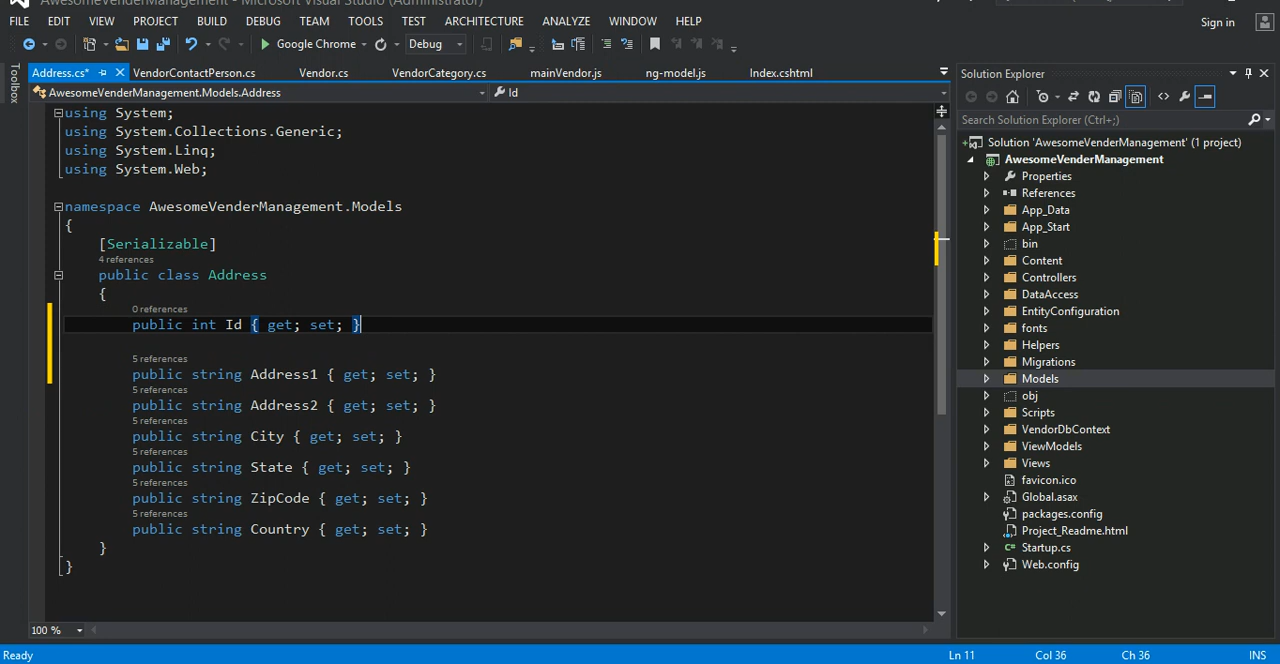 AwesomeVenderManagement - Microsoft Visual Studio (Administrator)
FILE EDIT VIEW PROJECT BUILD DEBUG TEAM TOOLS TEST ARCHITECTURE ANALYZE WINDOW HELP
Sign in
Google Chrome Debug
Toolbox
Address.cs* VendorContactPerson.cs Vendor.cs VendorCategory.cs mainVendor.js ng-model.js Index.cshtml
AwesomeVenderManagement.Models.Address Id
using System;
using System.Collections.Generic;
using System.Linq;
using System.Web;
namespace AwesomeVenderManagement.Models
{
[Serializable]
4 references
public class Address
{
0 references
public int Id { get; set; }
5 references
public string Address1 { get; set; }
5 references
public string Address2 { get; set; }
5 references
public string City { get; set; }
5 references
public string State { get; set; }
5 references
public string ZipCode { get; set; }
5 references
public string Country { get; set; }
}
}
100 %
Solution Explorer
Search Solution Explorer (Ctrl+;)
Solution 'AwesomeVenderManagement' (1 project)
AwesomeVenderManagement
Properties
References
App_Data
App_Start
bin
Content
Controllers
DataAccess
EntityConfiguration
fonts
Helpers
Migrations
Models
obj
Scripts
VendorDbContext
ViewModels
Views
favicon.ico
Global.asax
packages.config
Project_Readme.html
C# Startup.cs
Web.config
Ready Ln 11 Col 36 Ch 36 INS